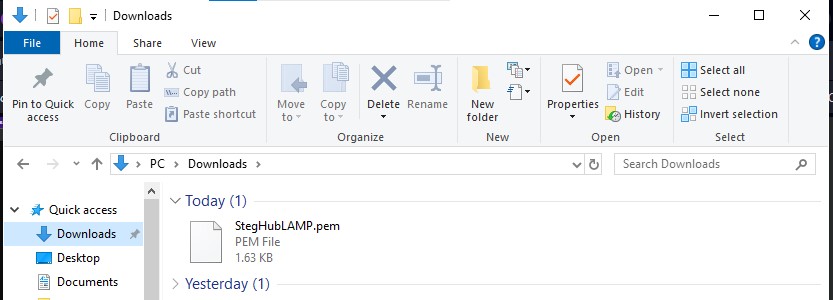 Downloads
File Home Share View
Pin to Quick access
Copy
Paste
Cut
Copy path
Paste shortcut
Clipboard
Move to
Copy to
Delete
Rename
Organize
New folder
New
Properties
Open
Edit
History
Open
Select all
Select none
Invert selection
Select
PC Downloads
Search Downloads
Quick access
Downloads
Desktop
Documents
Today (1)
StegHubLAMP.pem
PEM File
1.63 KB
Yesterday (1)